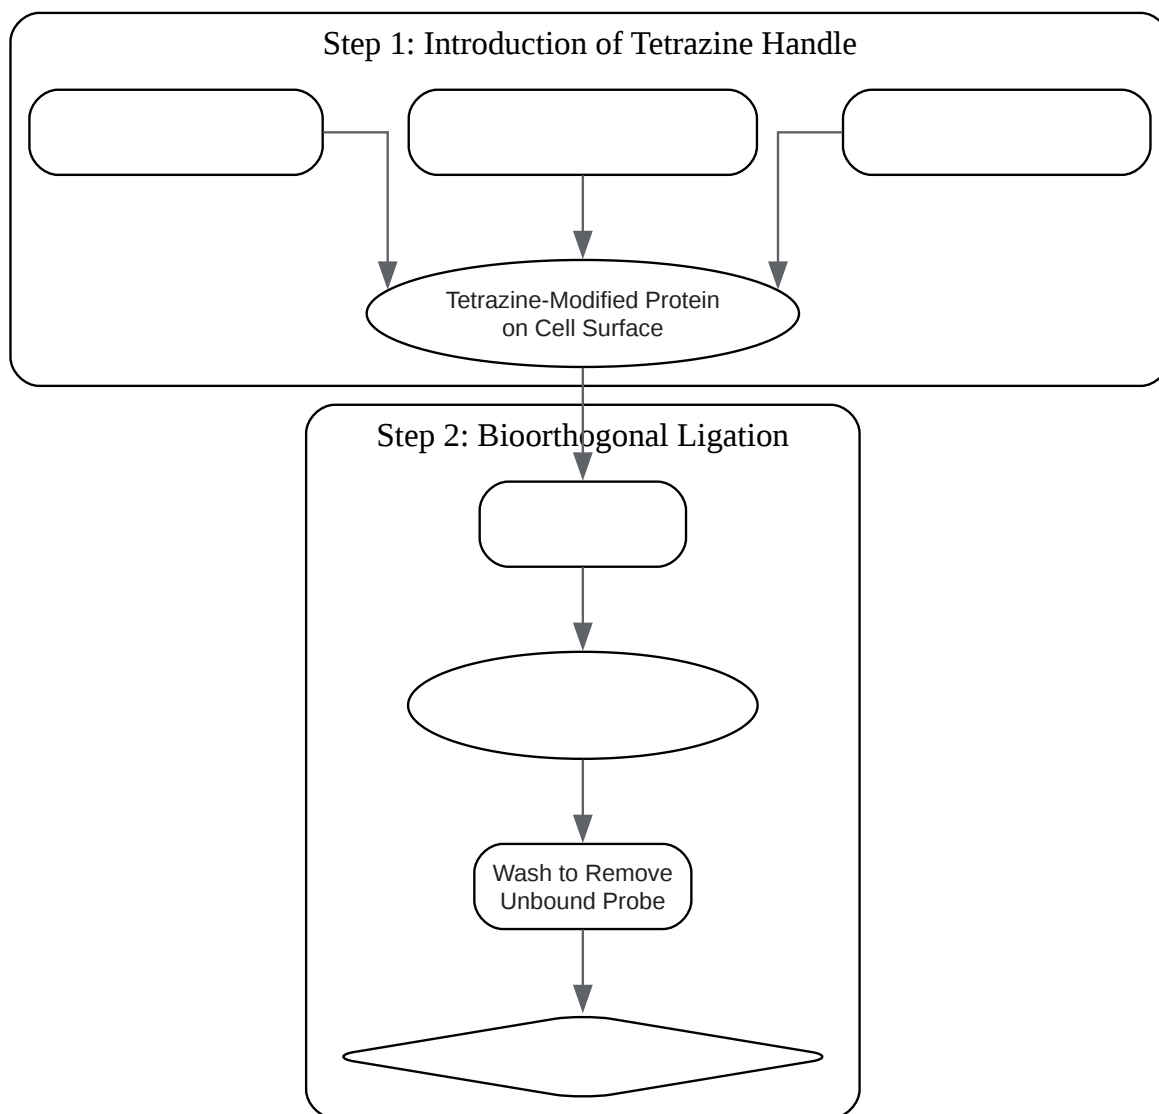 Step 1: Introduction of Tetrazine Handle
Tetrazine-Modified Protein
on Cell Surface
Step 2: Bioorthogonal Ligation
Wash to Remove
Unbound Probe